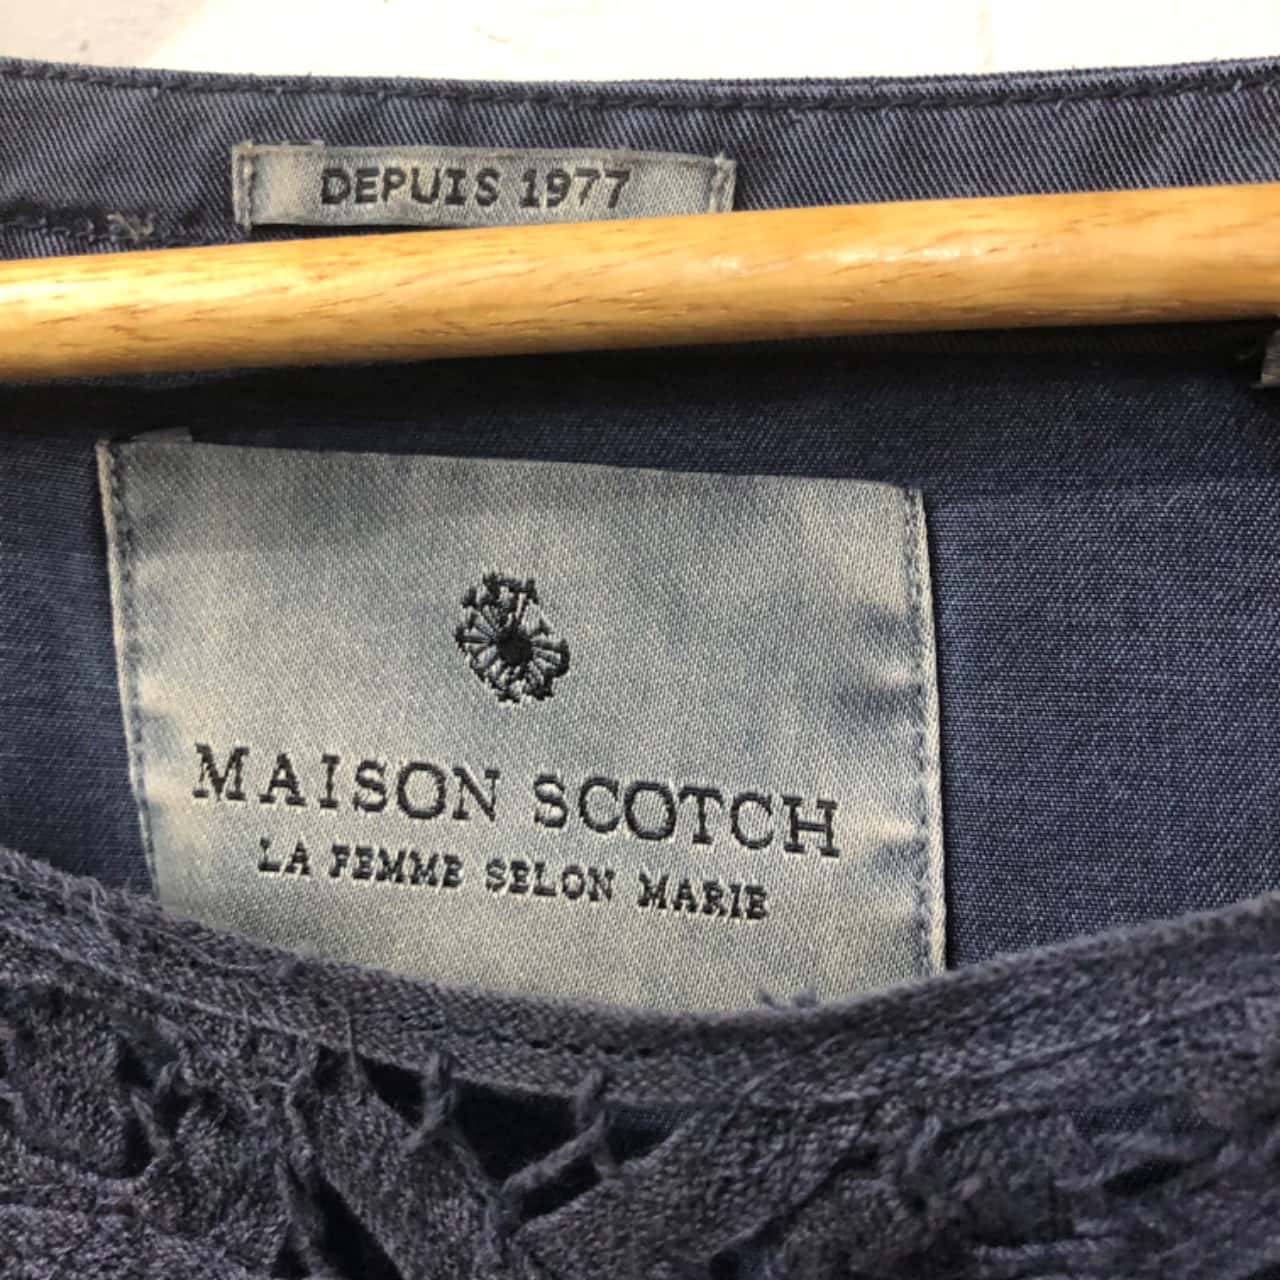 DEPUIS 1977
MAISON SCOTCH
LA FEMME SELON MARIE